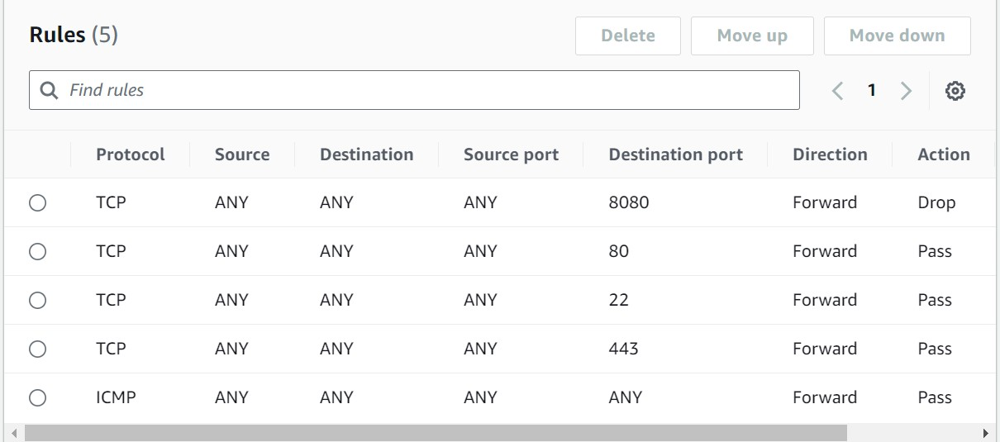 Rules (5) Delete Move up Move down
Find rules 1
Protocol Source Destination Source port Destination port Direction Action
TCP ANY ANY ANY 8080 Forward Drop
TCP ANY ANY ANY 80 Forward Pass
TCP ANY ANY ANY 22 Forward Pass
TCP ANY ANY ANY 443 Forward Pass
ICMP ANY ANY ANY ANY Forward Pass